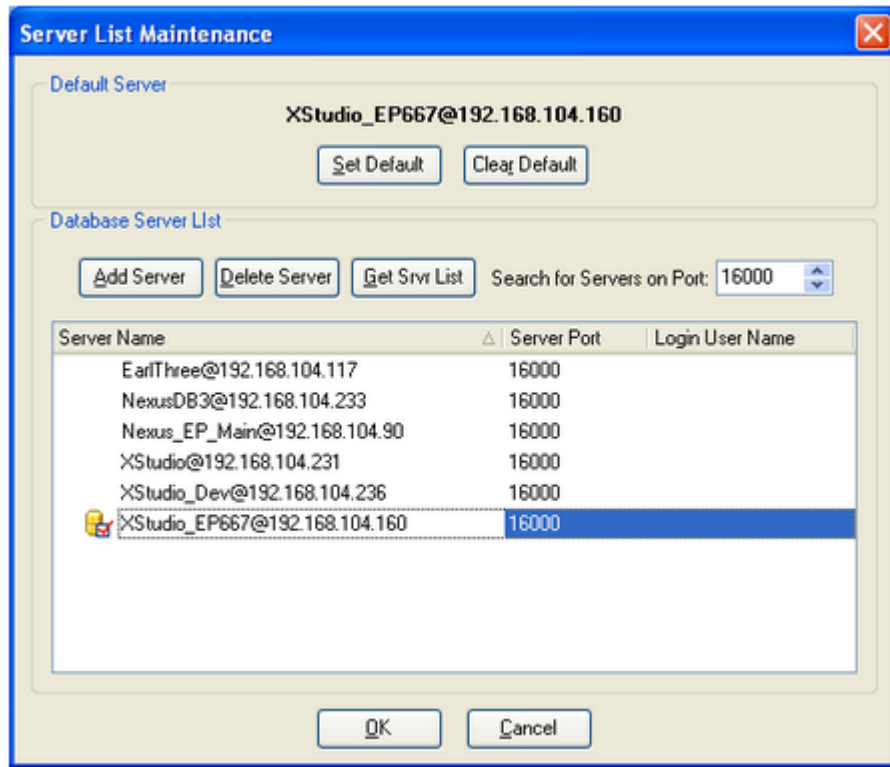 Server List Maintenance
Default Server
XStudio_EP667@192.168.104.160
Set Default Clear Default
Database Server LIst
Add Server Delete Server Get Srvr List Search for Servers on Port: 16000
Server Name Server Port Login User Name
EarlThree@192.168.104.117 16000
NexusDB3@192.168.104.233 16000
Nexus_EP_Main@192.168.104.90 16000
XStudio@192.168.104.231 16000
XStudio_Dev@192.168.104.236 16000
XStudio_EP667@192.168.104.160 16000
OK Cancel